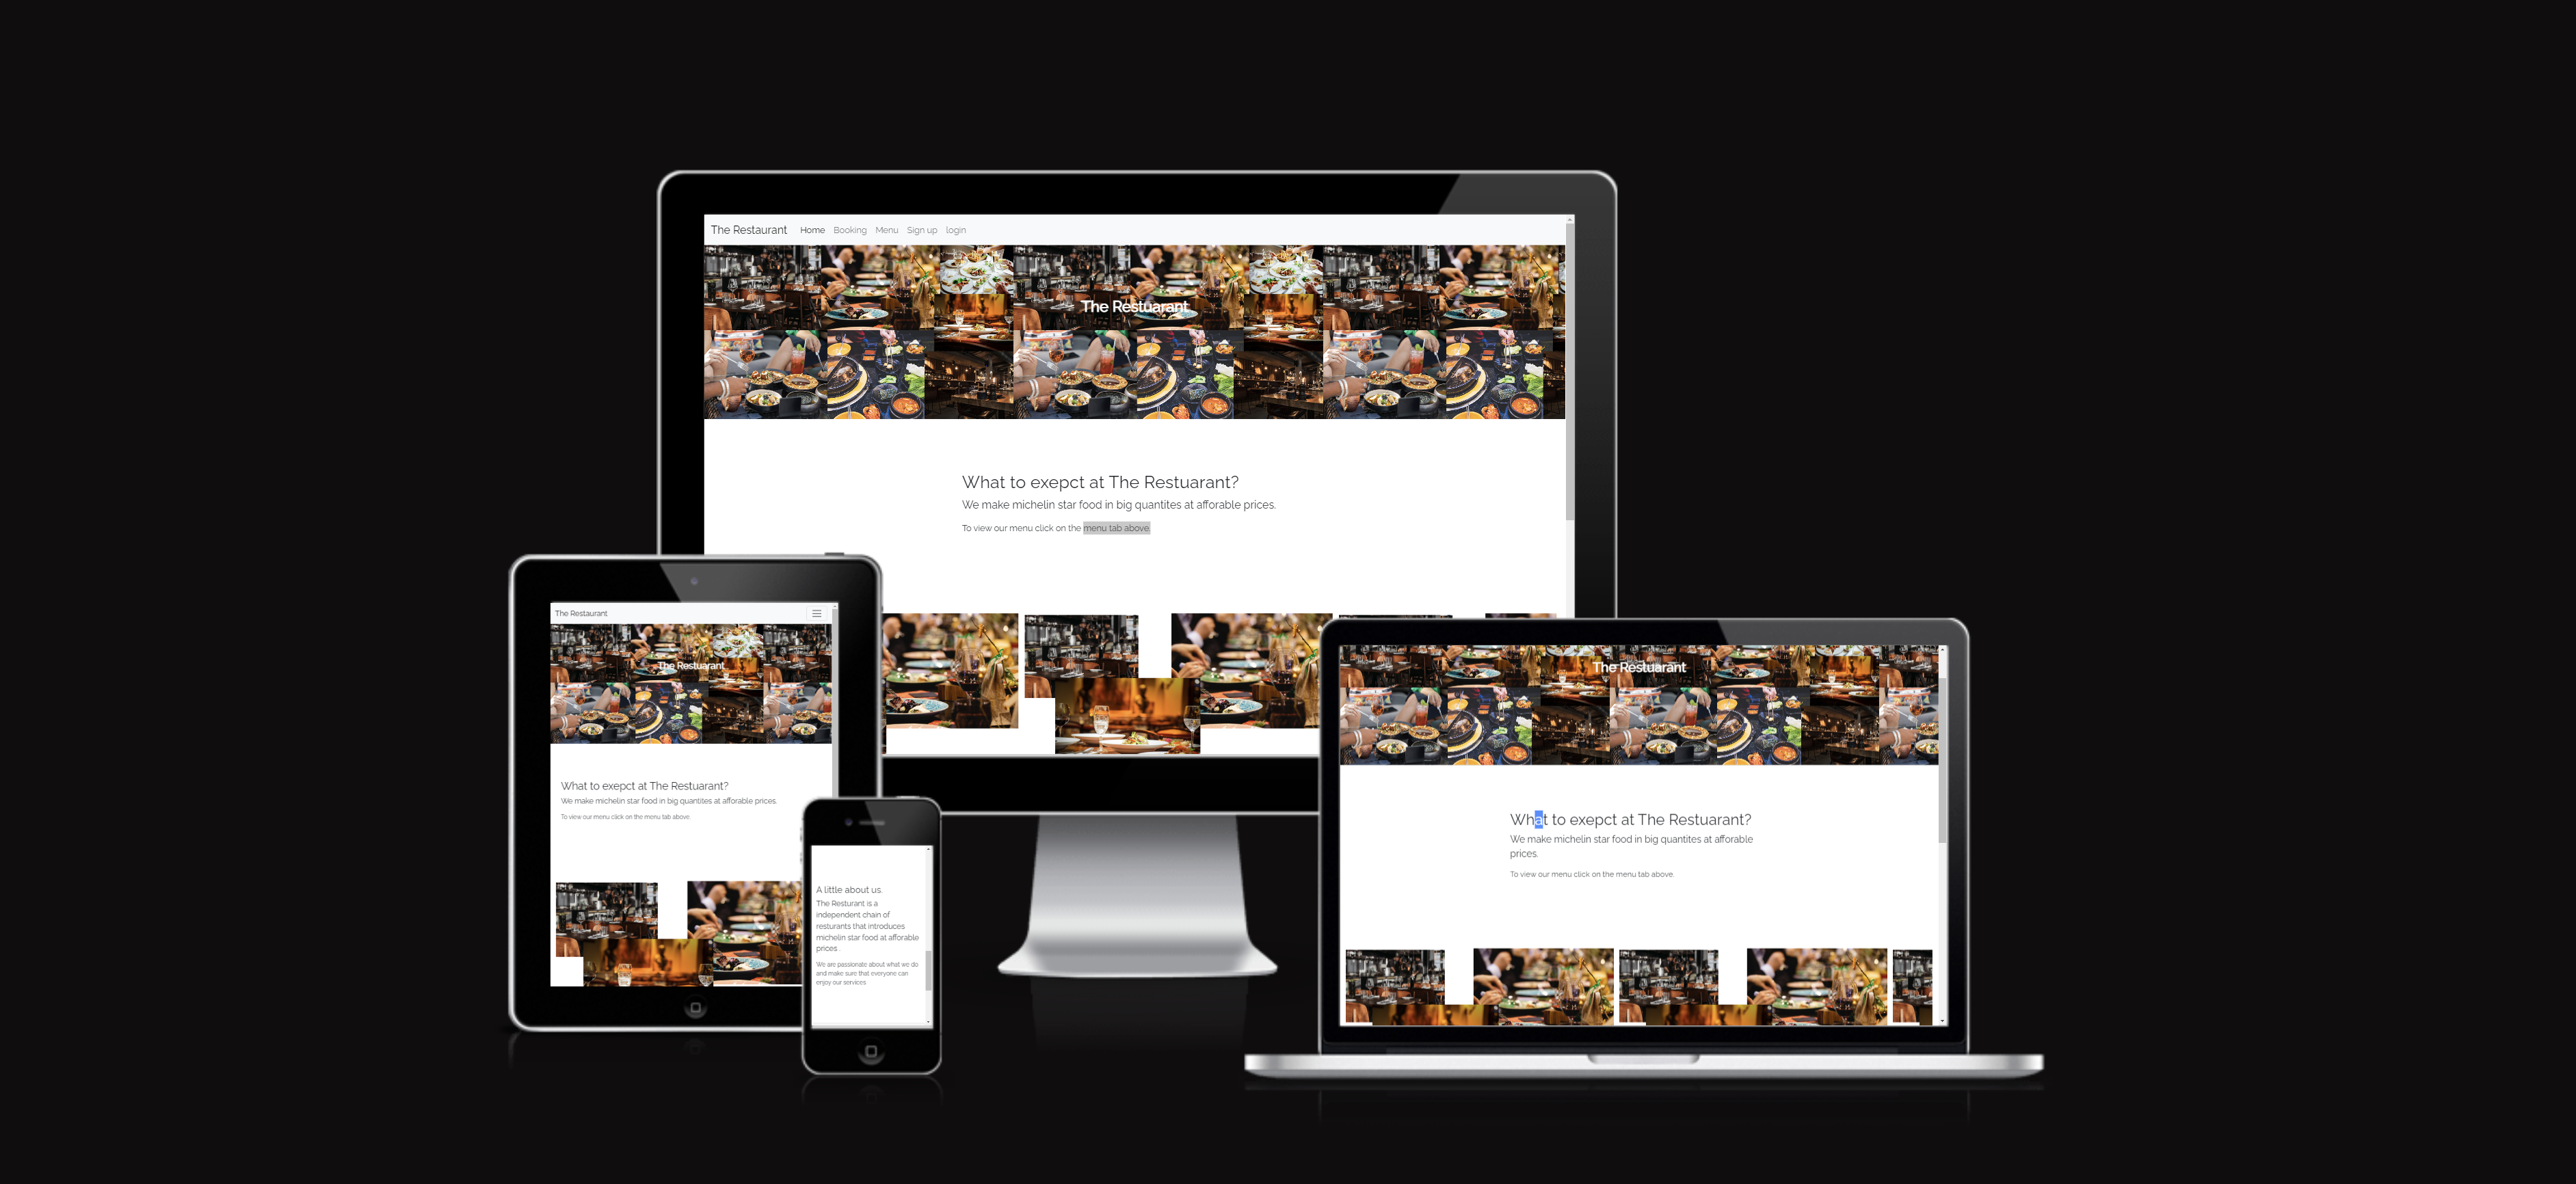 The Restaurant Home Booking Menu Sign up login
The Restuarant
What to exepct at The Restuarant?
We make michelin star food in big quantites at afforable prices.
To view our menu click on the menu tab above.
The Restaurant
The Restuarant
What to exepct at The Restuarant?
We make michelin star food in big quantites at afforable prices.
To view our menu click on the menu tab above.
A little about us.
The Resturant is a
independent chain of
resturants that introduces
michelin star food at afforable
prices .
We are passionate about what we do
and make sure that everyone can
enjoy our services
The Restuarant
What to exepct at The Restuarant?
We make michelin star food in big quantites at afforable
prices.
To view our menu click on the menu tab above.